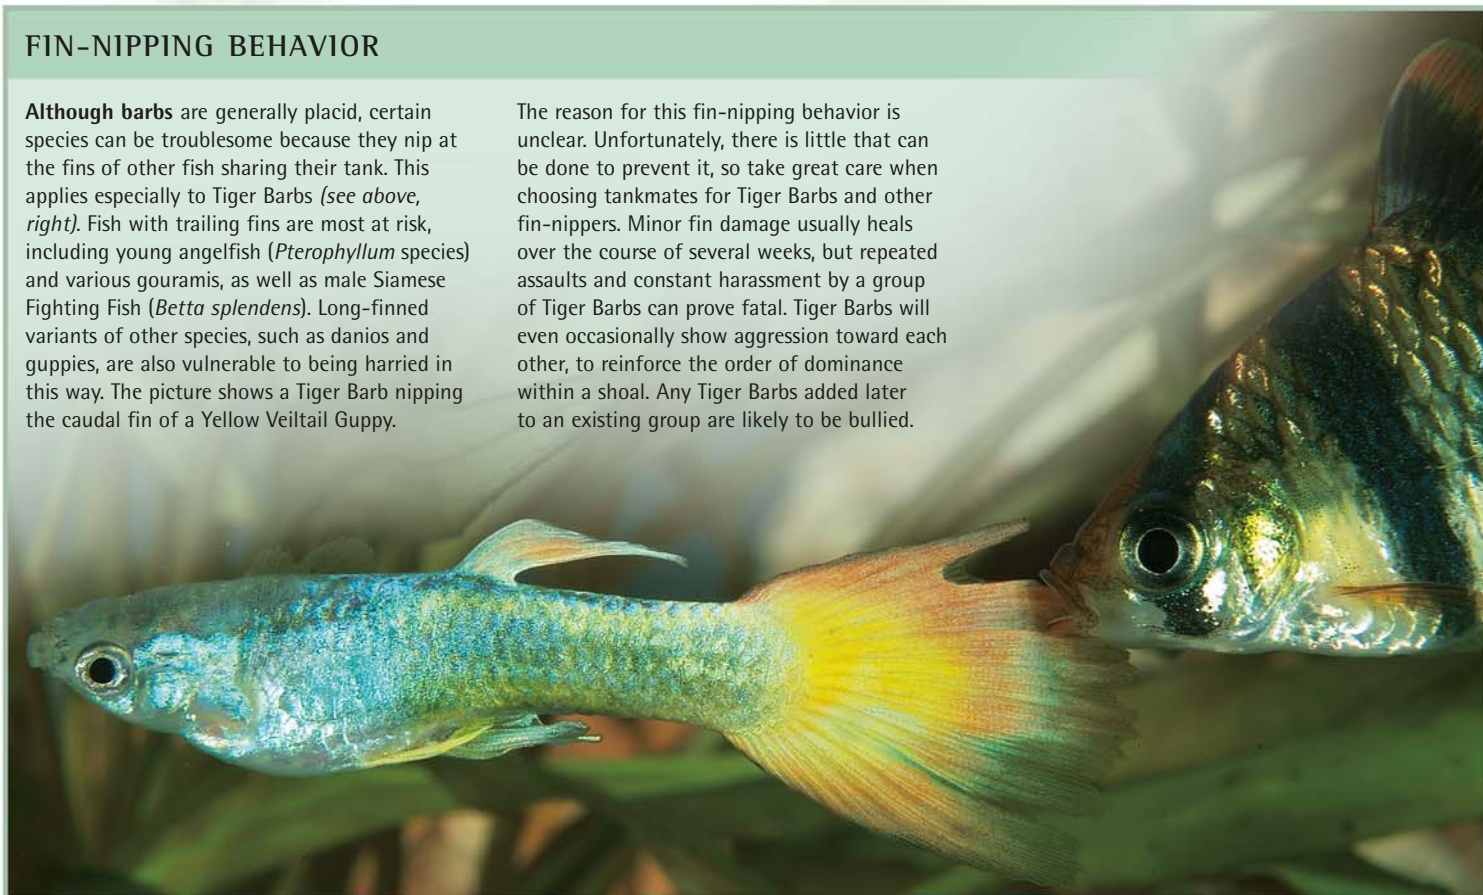 FIN-NIPPING BEHAVIOR
Although barbs are generally placid, certain
species can be troublesome because they nip at
the fins of other fish sharing their tank. This
applies especially to Tiger Barbs (see above,
right). Fish with trailing fins are most at risk,
including young angelfish (Pterophyllum species)
and various gouramis, as well as male Siamese
Fighting Fish (Betta splendens). Long-finned
variants of other species, such as danios and
guppies, are also vulnerable to being harried in
this way. The picture shows a Tiger Barb nipping
the caudal fin of a Yellow Veiltail Guppy.
The reason for this fin-nipping behavior is
unclear. Unfortunately, there is little that can
be done to prevent it, so take great care when
choosing tankmates for Tiger Barbs and other
fin-nippers. Minor fin damage usually heals
over the course of several weeks, but repeated
assaults and constant harassment by a group
of Tiger Barbs can prove fatal. Tiger Barbs will
even occasionally show aggression toward each
other, to reinforce the order of dominance
within a shoal. Any Tiger Barbs added later
to an existing group are likely to be bullied.